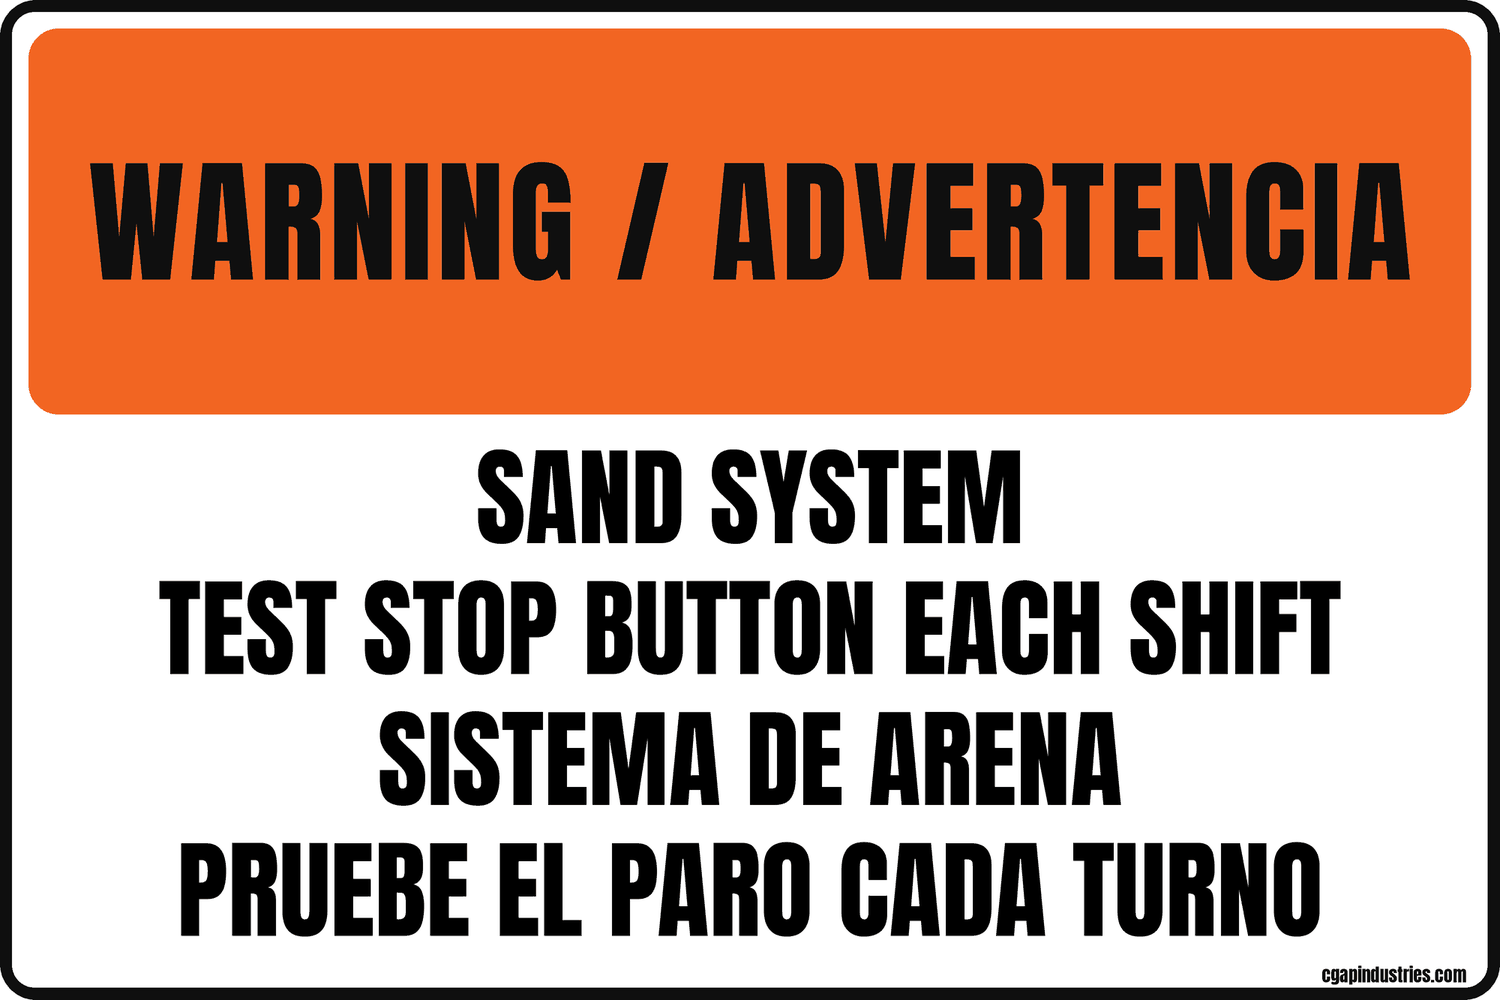 WARNING / ADVERTENCIA
SAND SYSTEM
TEST STOP BUTTON EACH SHIFT
SISTEMA DE ARENA
PRUEBE EL PARO CADA TURNO
cgapindustries.com